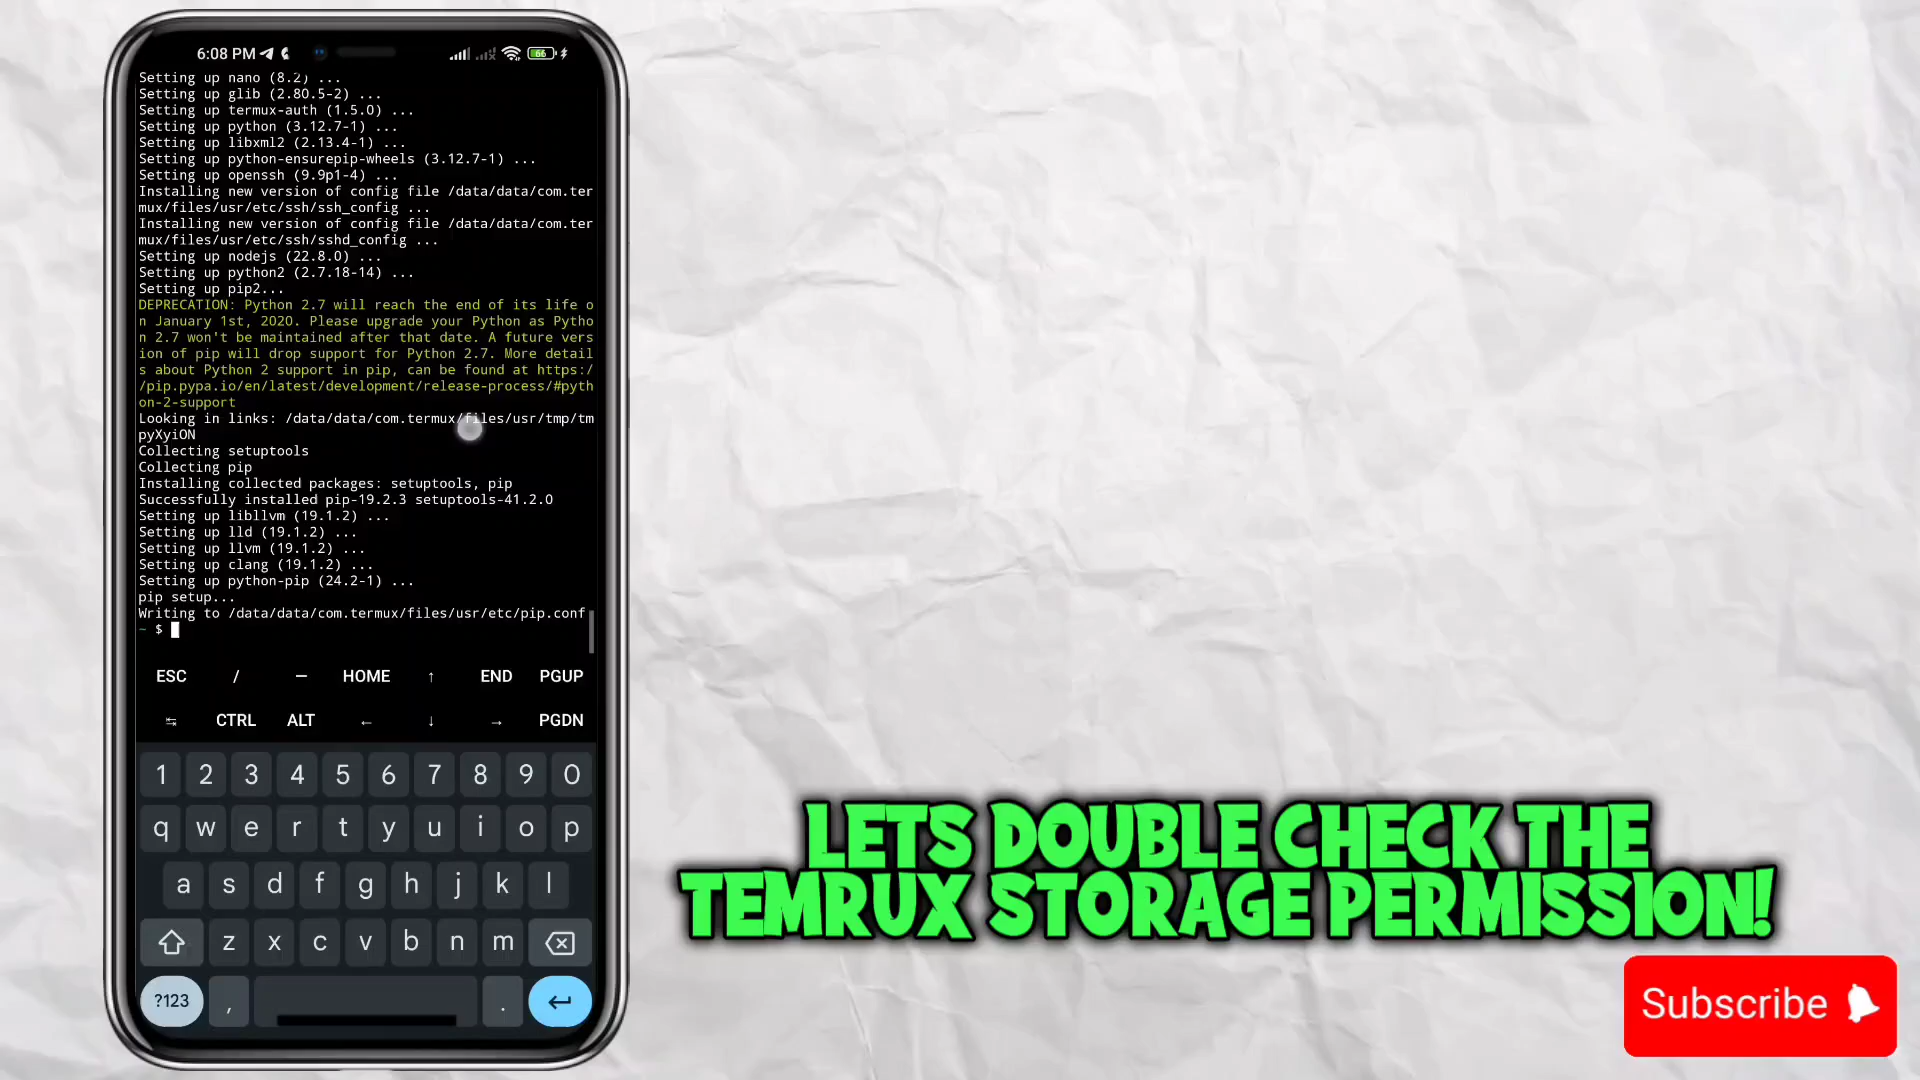 6:08 PM
66
Setting up nano (8.2) ...
Setting up glib (2.80.5-2) ...
Setting up termux-auth (1.5.0) ...
Setting up python (3.12.7-1) ...
Setting up libxml2 (2.13.4-1) ...
Setting up python-ensurepip-wheels (3.12.7-1) ...
Setting up openssh (9.9p1-4) ...
Installing new version of config file /data/data/com.ter
mux/files/usr/etc/ssh/ssh_config ...
Installing new version of config file /data/data/com.ter
mux/files/usr/etc/ssh/sshd_config ...
Setting up nodejs (22.8.0) ...
Setting up python2 (2.7.18-14) ...
Setting up pip2...
DEPRECATION: Python 2.7 will reach the end of its life o
n January 1st, 2020. Please upgrade your Python as Pytho
n 2.7 won't be maintained after that date. A future vers
ion of pip will drop support for Python 2.7. More detail
s about Python 2 support in pip, can be found at https:/
/pip.pypa.io/en/latest/development/release-process/#pyth
on-2-support
Looking in links: /data/data/com.termux/files/usr/tmp/tm
pyXyiON
Collecting setuptools
Collecting pip
Installing collected packages: setuptools, pip
Successfully installed pip-19.2.3 setuptools-41.2.0
Setting up libllvm (19.1.2) ...
Setting up lld (19.1.2) ...
Setting up llvm (19.1.2) ...
Setting up clang (19.1.2) ...
Setting up python-pip (24.2-1) ...
pip setup...
Writing to /data/data/com.termux/files/usr/etc/pip.conf
~ $
ESC / — HOME ↑ END PGUP
↹ CTRL ALT ← ↓ → PGDN
1 2 3 4 5 6 7 8 9 0
q w e r t y u i o p
a s d f g h j k l
z x c v b n m
?123 , .
LETS DOUBLE CHECK THE
TEMRUX STORAGE PERMISSION!
Subscribe